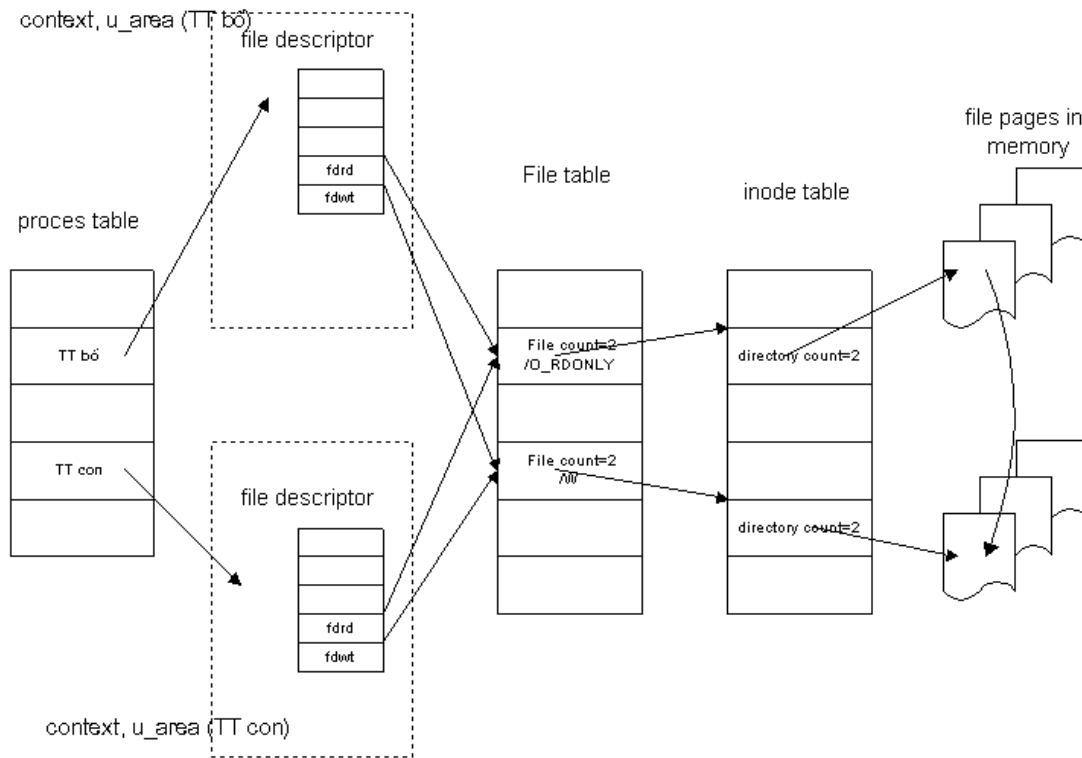 context, u_area (TT bố)
file descriptor
fdrd
fdwt
proces table
TT bố
TT con
file descriptor
fdrd
fdwt
context, u_area (TT con)
File table
File count=2
/O_RDONLY
File count=2
/W
inode table
directory count=2
directory count=2
file pages in
memory